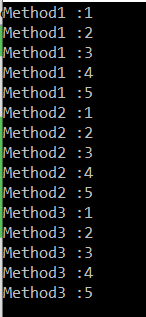 Method1 :1
Method1 :2
Method1 :3
Method1 :4
Method1 :5
Method2 :1
Method2 :2
Method2 :3
Method2 :4
Method2 :5
Method3 :1
Method3 :2
Method3 :3
Method3 :4
Method3 :5